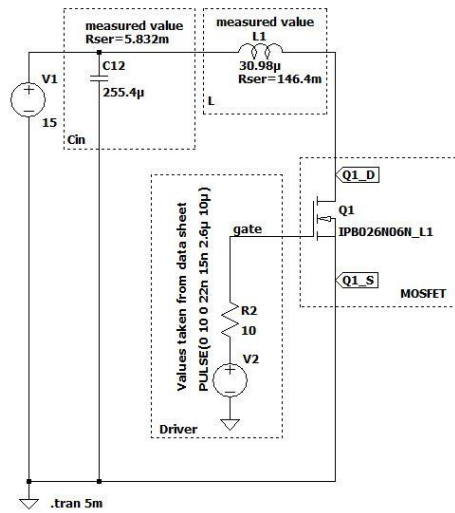 measured value
Rser=5.832m
C12
255.4µ
Cin
V1
15
measured value
L1
30.98µ
Rser=146.4m
L
Q1_D
Q1
IPB026N06N_L1
Q1_S
MOSFET
gate
Values taken from data sheet
PULSE(0 10 0 22n 15n 2.6µ 10µ)
R2
10
V2
Driver
.tran 5m